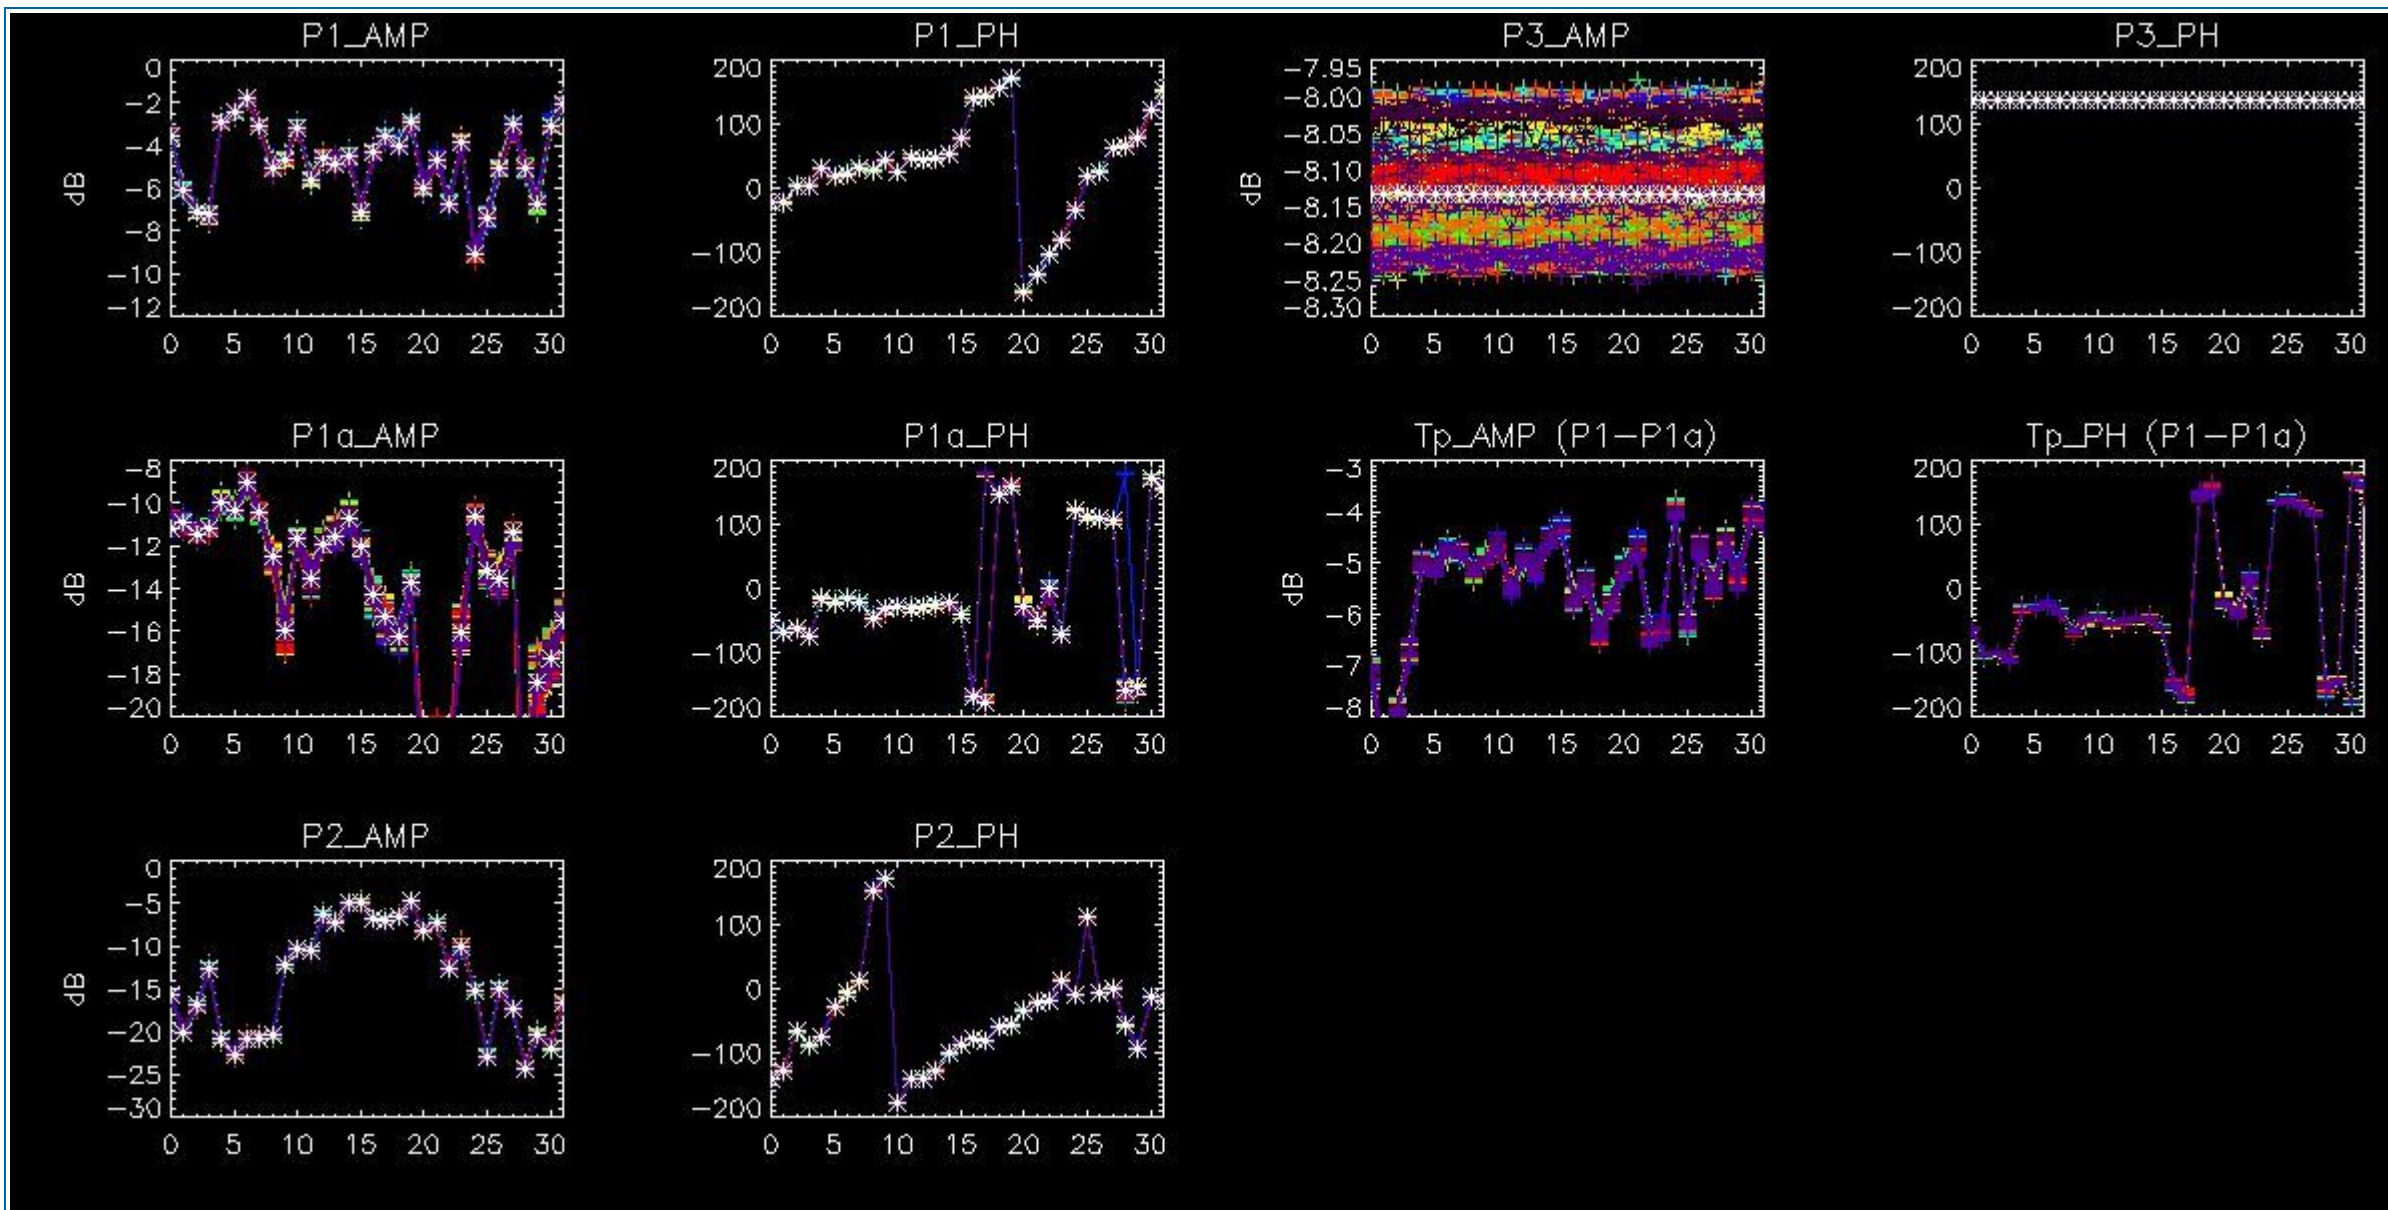 P1_AMP
0
−2
−4
−6
−8
−10
−12
dB
0 5 10 15 20 25 30
P1_PH
200
100
0
−100
−200
0 5 10 15 20 25 30
P3_AMP
−7.95
−8.00
−8.05
−8.10
−8.15
−8.20
−8.25
−8.30
dB
0 5 10 15 20 25 30
P3_PH
200
100
0
−100
−200
0 5 10 15 20 25 30
P1a_AMP
−8
−10
−12
−14
−16
−18
−20
dB
0 5 10 15 20 25 30
P1a_PH
200
100
0
−100
−200
0 5 10 15 20 25 30
Tp_AMP (P1−P1a)
−3
−4
−5
−6
−7
−8
dB
0 5 10 15 20 25 30
Tp_PH (P1−P1a)
200
100
0
−100
−200
0 5 10 15 20 25 30
P2_AMP
0
−5
−10
−15
−20
−25
−30
dB
0 5 10 15 20 25 30
P2_PH
200
100
0
−100
−200
0 5 10 15 20 25 30